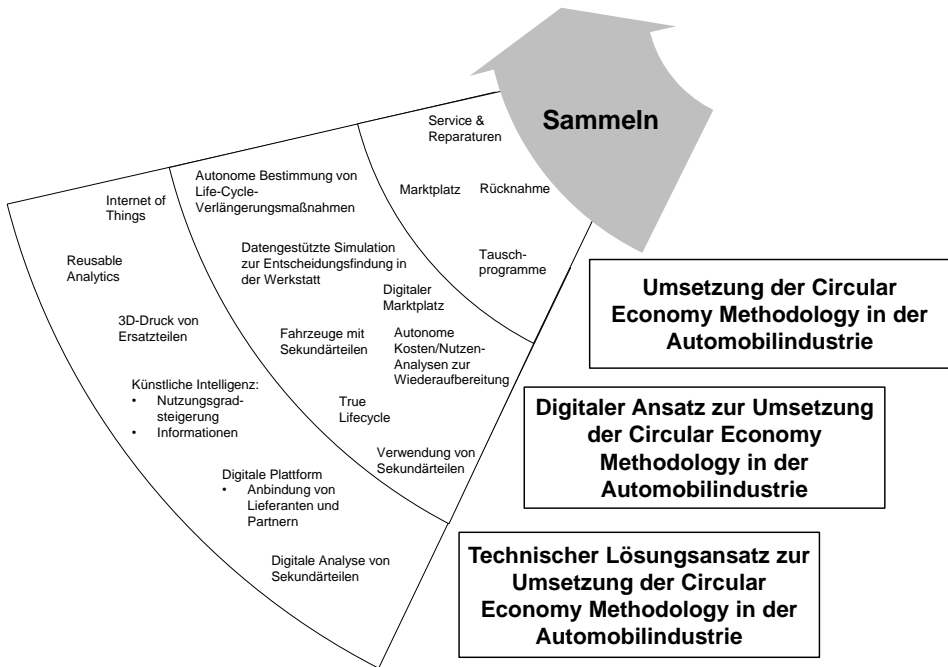 Sammeln
Service &
Reparaturen
Marktplatz
Rücknahme
Tausch-
programme
Autonome Bestimmung von
Life-Cycle-
Verlängerungsmaßnahmen
Datengestützte Simulation
zur Entscheidungsfindung in
der Werkstatt
Digitaler
Marktplatz
Fahrzeuge mit
Sekundärteilen
Autonome
Kosten/Nutzen-
Analysen zur
Wiederaufbereitung
True
Lifecycle
Verwendung von
Sekundärteilen
Internet of
Things
Reusable
Analytics
3D-Druck von
Ersatzteilen
Künstliche Intelligenz:
• Nutzungsgrad-
steigerung
• Informationen
Digitale Plattform
• Anbindung von
Lieferanten und
Partnern
Digitale Analyse von
Sekundärteilen
Umsetzung der Circular
Economy Methodology in der
Automobilindustrie
Digitaler Ansatz zur Umsetzung
der Circular Economy
Methodology in der
Automobilindustrie
Technischer Lösungsansatz zur
Umsetzung der Circular
Economy Methodology in der
Automobilindustrie